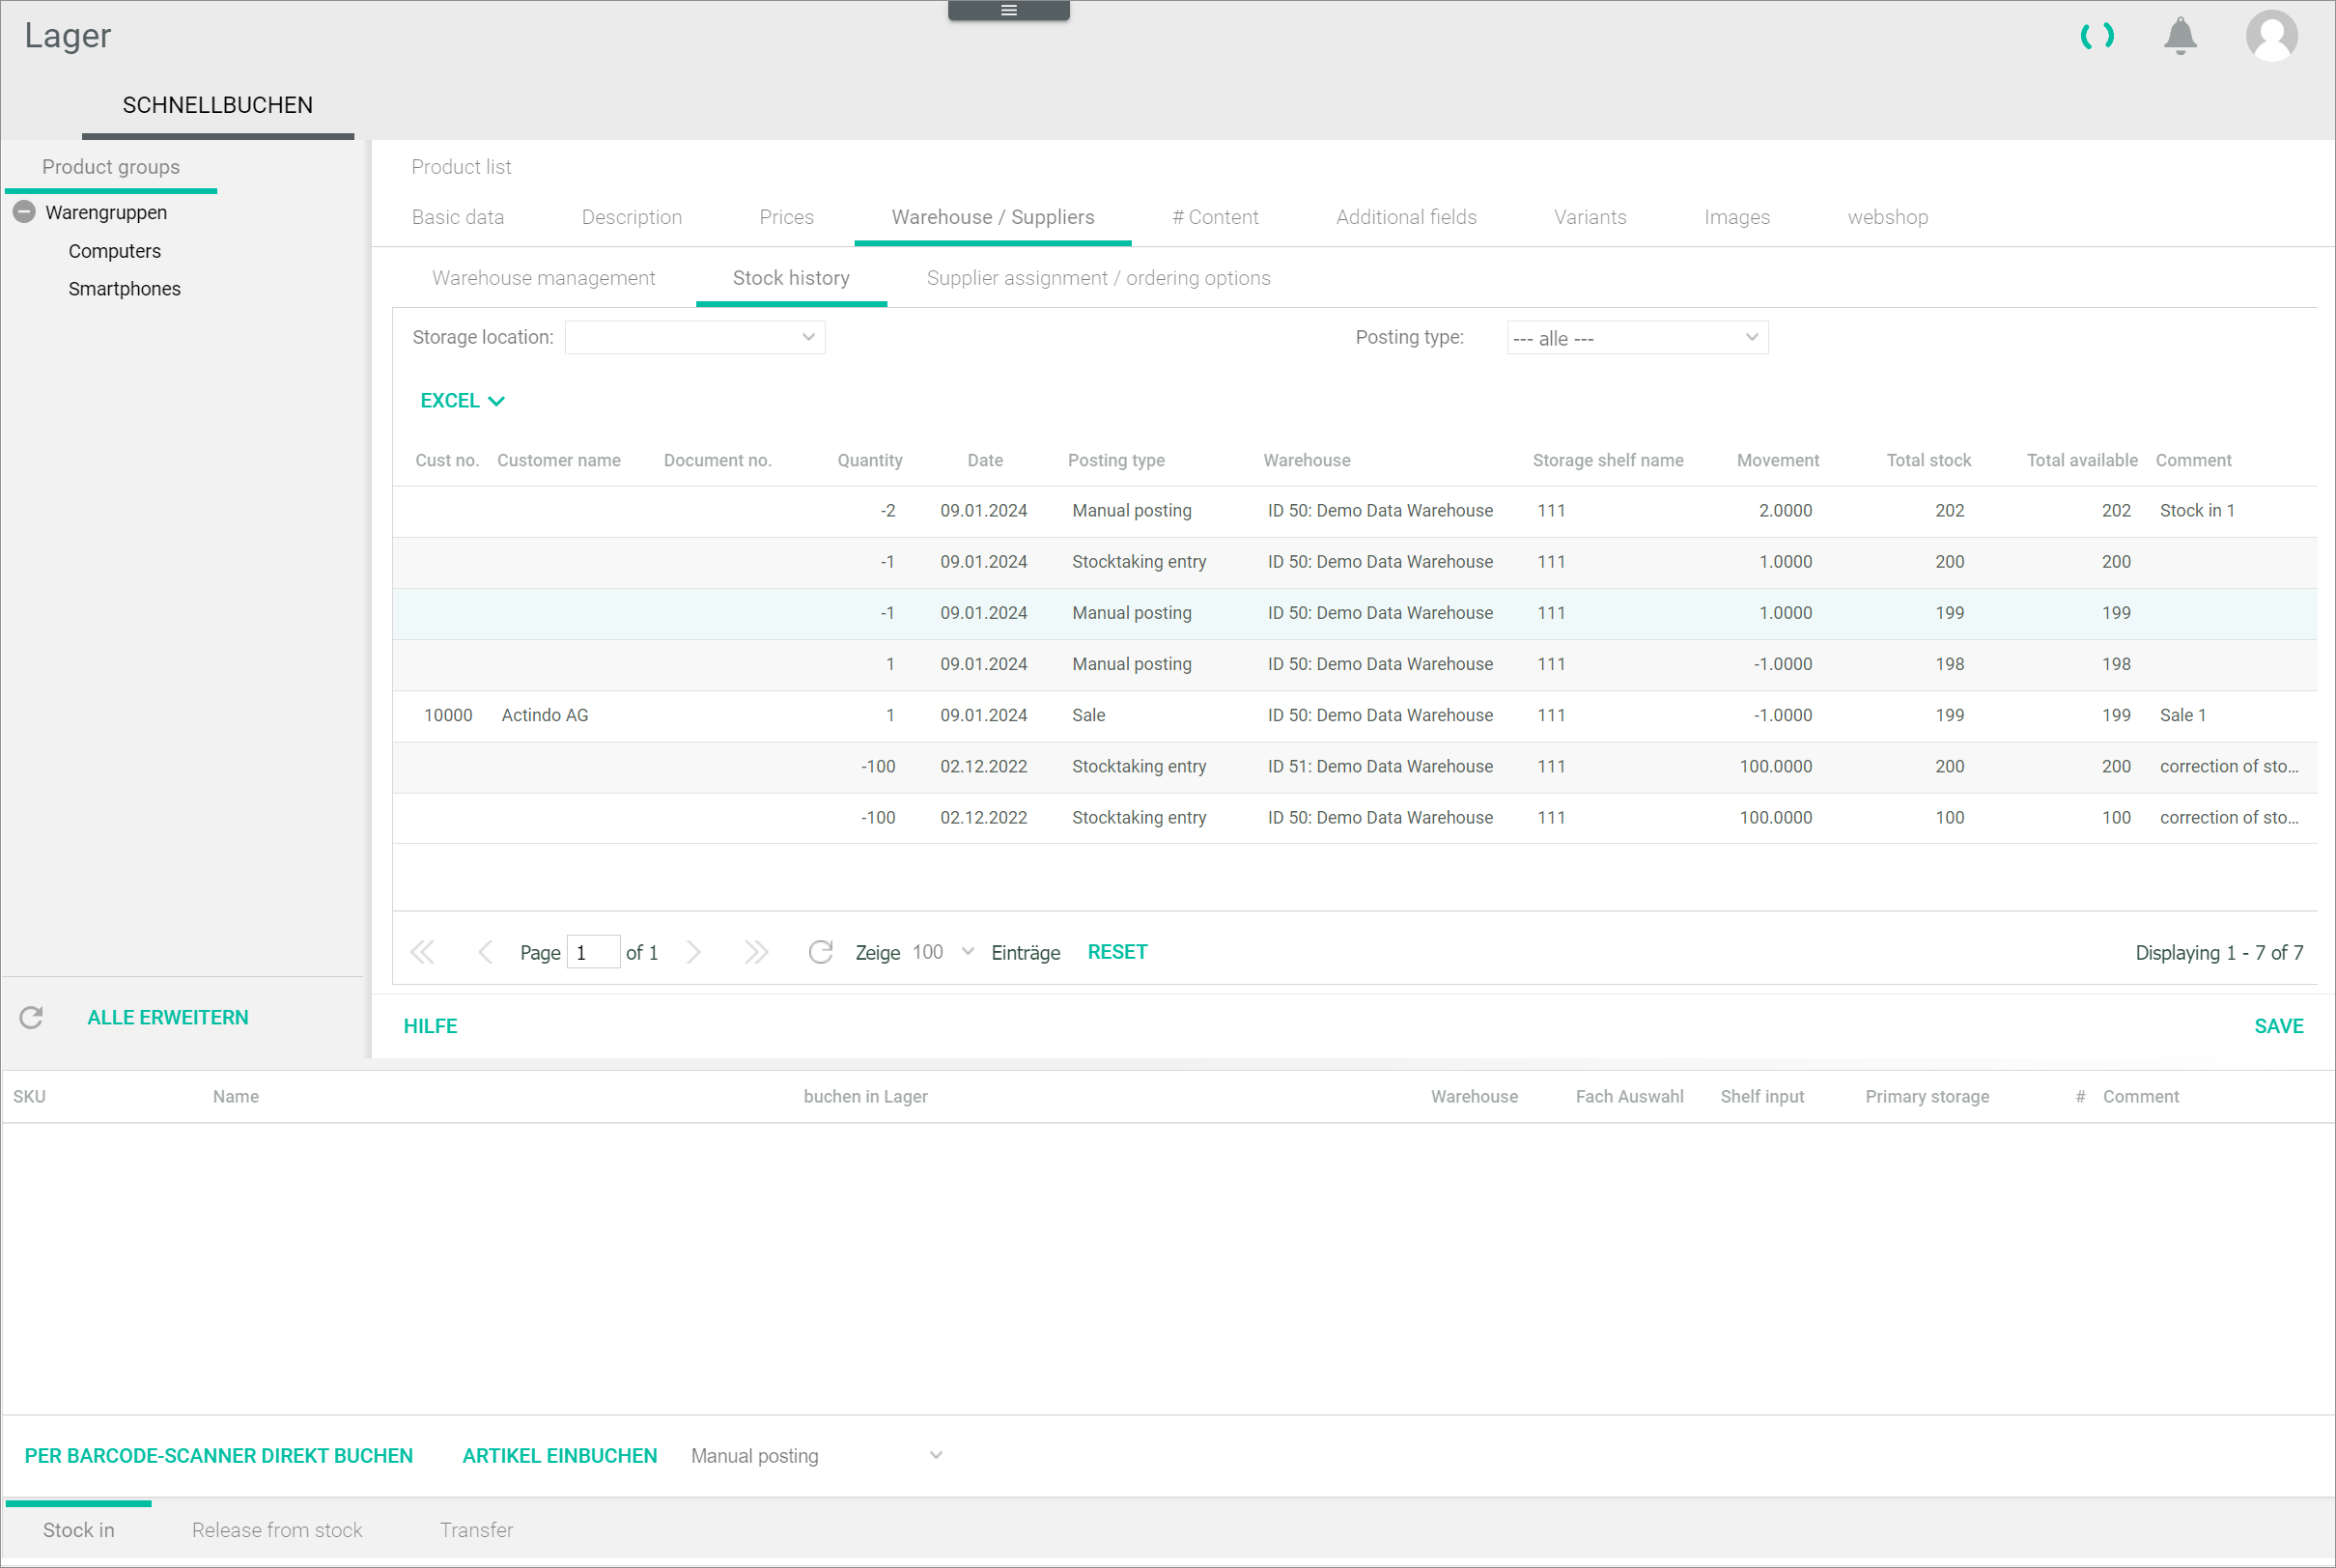 Lager
SCHNELLBUCHEN
Product groups
Warengruppen
Computers
Smartphones
Product list
Basic data Description Prices Warehouse / Suppliers # Content Additional fields Variants Images webshop
Warehouse management Stock history Supplier assignment / ordering options
Storage location: Posting type: --- alle ---
EXCEL
Cust no. Customer name Document no. Quantity Date Posting type Warehouse Storage shelf name Movement Total stock Total available Comment
-2 09.01.2024 Manual posting ID 50: Demo Data Warehouse 111 2.0000 202 202 Stock in 1
-1 09.01.2024 Stocktaking entry ID 50: Demo Data Warehouse 111 1.0000 200 200
-1 09.01.2024 Manual posting ID 50: Demo Data Warehouse 111 1.0000 199 199
1 09.01.2024 Manual posting ID 50: Demo Data Warehouse 111 -1.0000 198 198
10000 Actindo AG 1 09.01.2024 Sale ID 50: Demo Data Warehouse 111 -1.0000 199 199 Sale 1
-100 02.12.2022 Stocktaking entry ID 51: Demo Data Warehouse 111 100.0000 200 200 correction of sto...
-100 02.12.2022 Stocktaking entry ID 50: Demo Data Warehouse 111 100.0000 100 100 correction of sto...
Page 1 of 1 Zeige 100 Einträge RESET Displaying 1 - 7 of 7
ALLE ERWEITERN
HILFE SAVE
SKU Name buchen in Lager Warehouse Fach Auswahl Shelf input Primary storage # Comment
PER BARCODE-SCANNER DIREKT BUCHEN ARTIKEL EINBUCHEN Manual posting
Stock in Release from stock Transfer